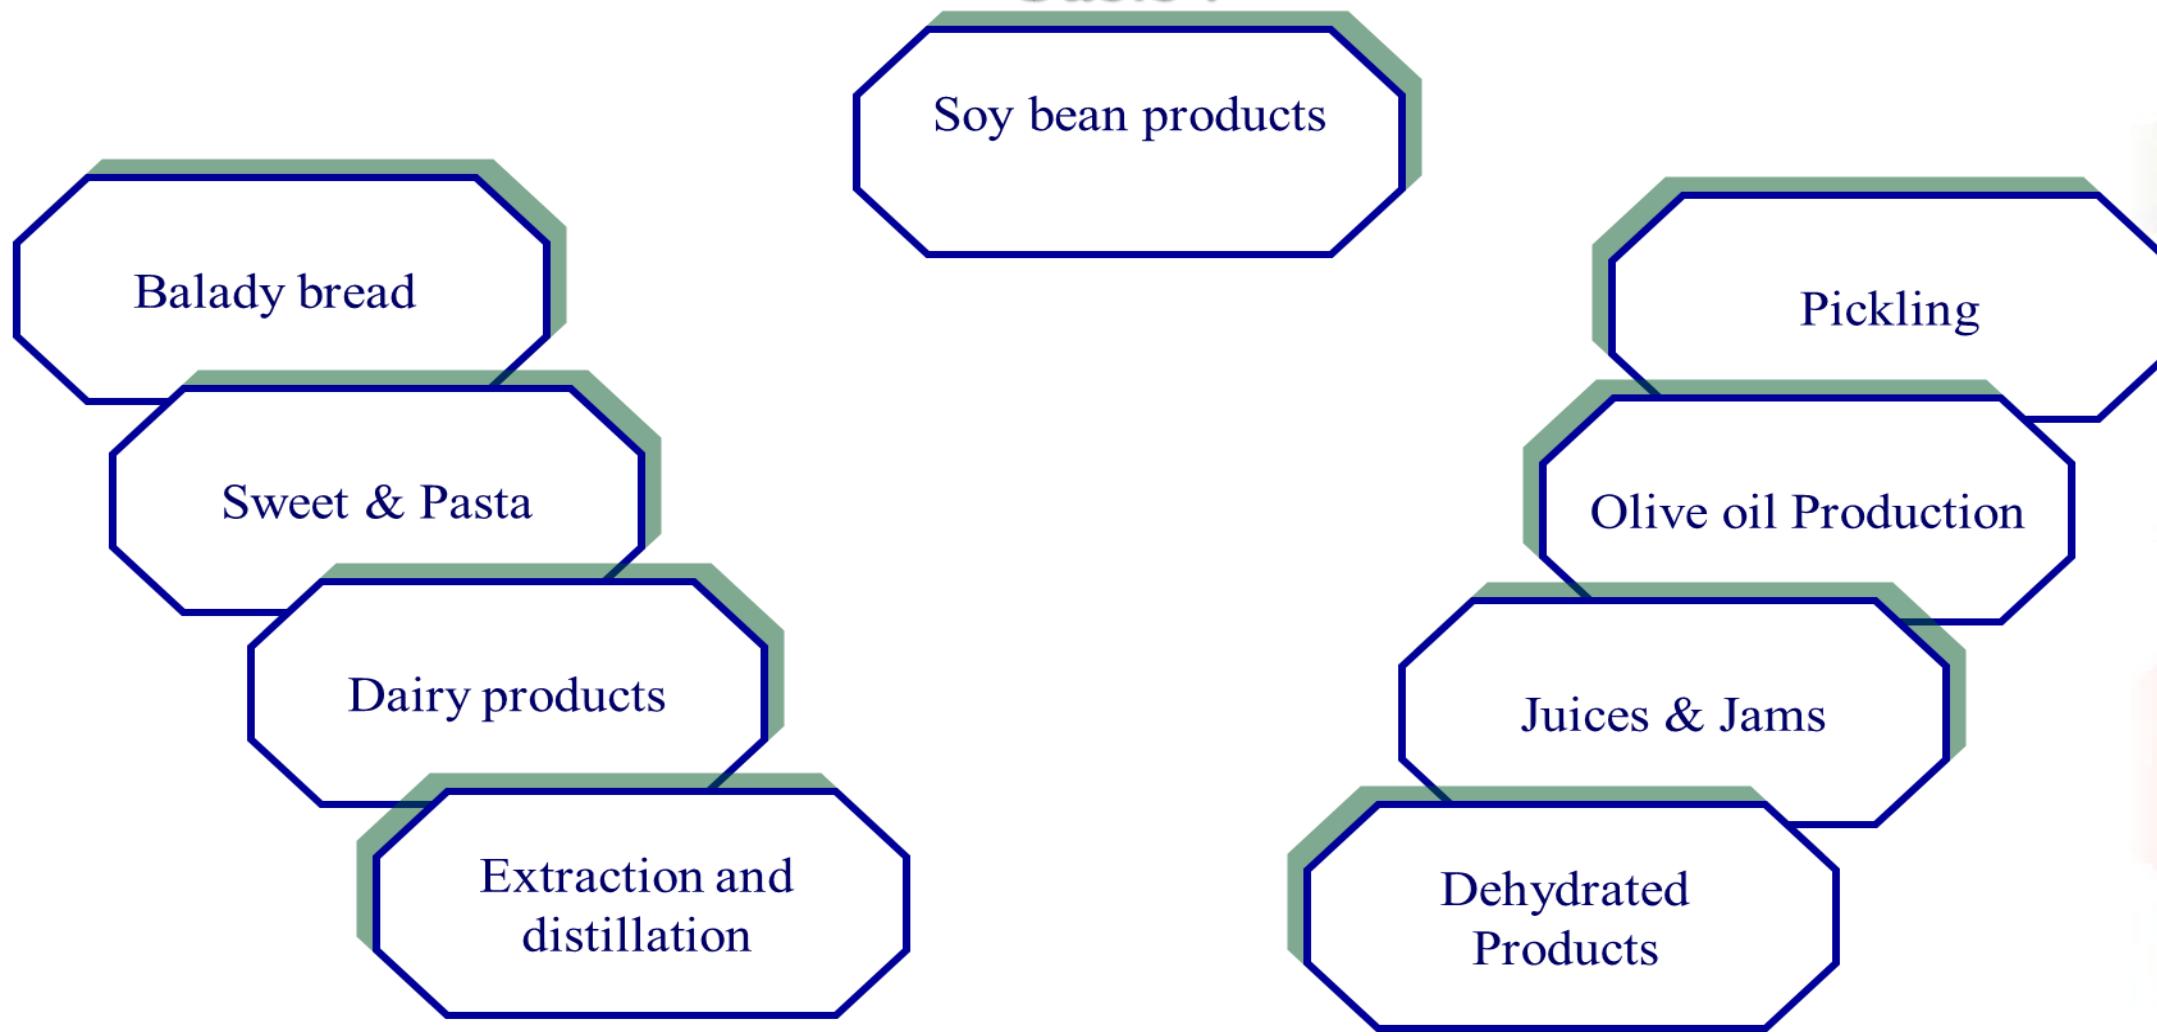 Soy bean products
Balady bread
Pickling
Sweet & Pasta
Olive oil Production
Dairy products
Juices & Jams
Extraction and
distillation
Dehydrated
Products